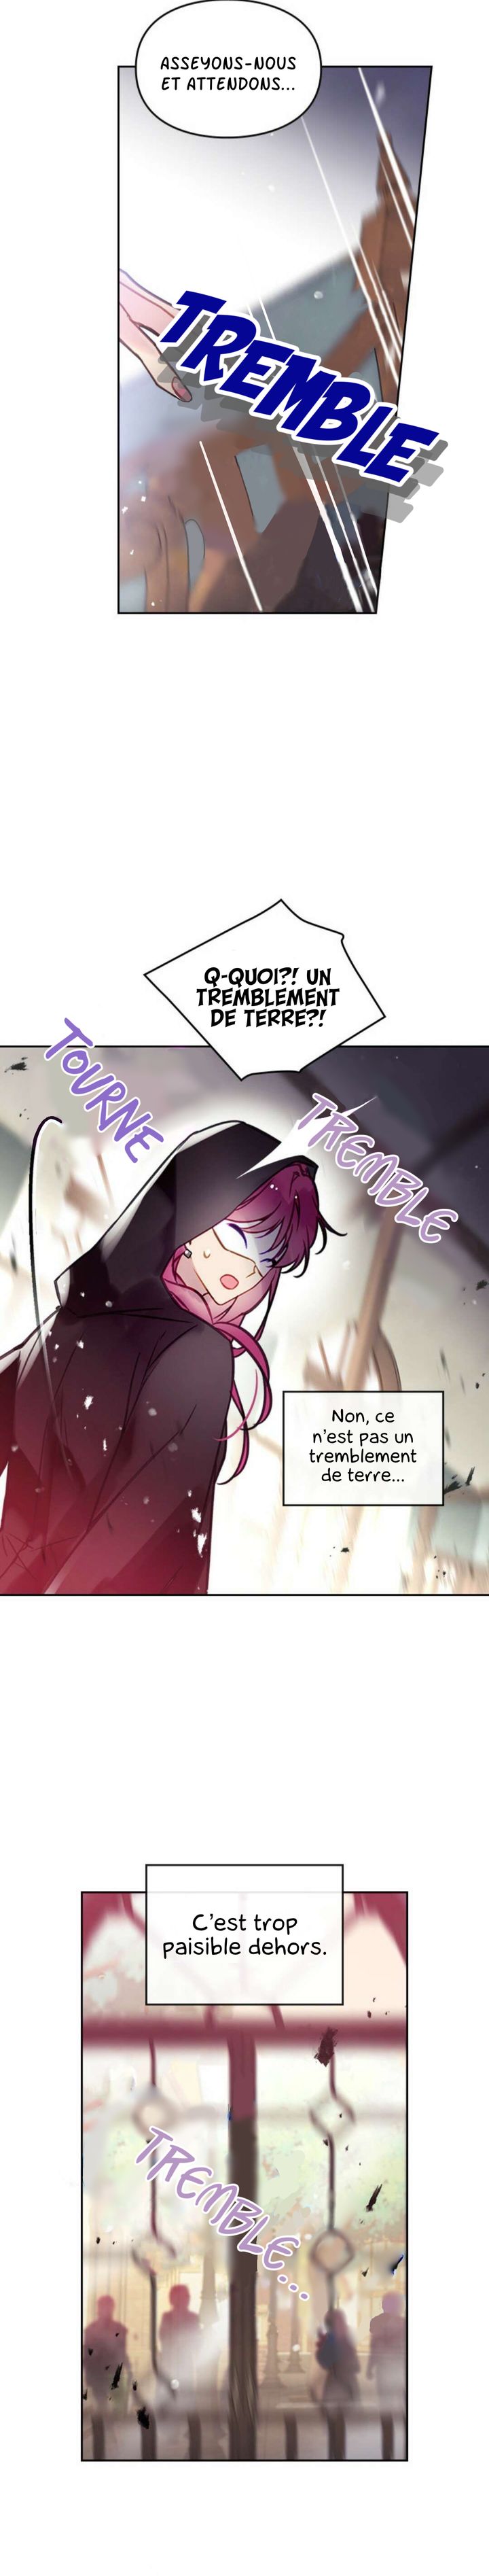 ASSEYONS-NOUS
ET ATTENDONS...
TREMBLE
Q-QUOI?! UN
TREMBLEMENT
DE TERRE?!
TOURNE
TREMBLE
Non, ce
n'est pas un
tremblement
de terre...
C'est trop
paisible dehors.
TREMBLE...